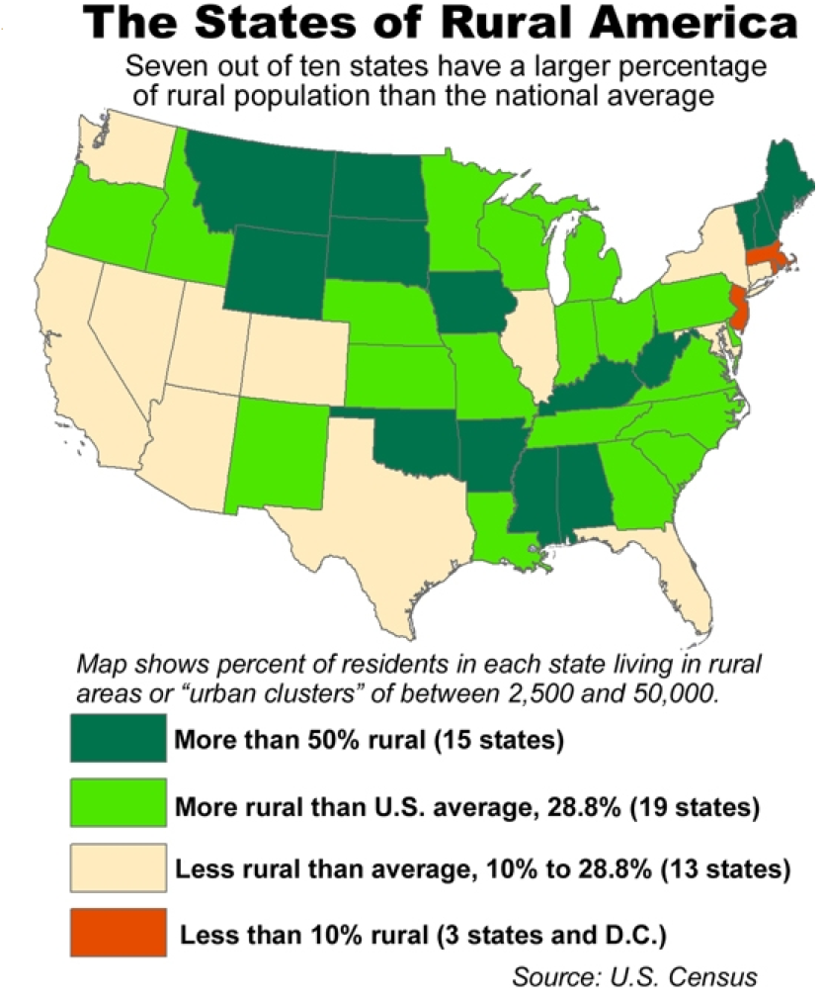 The States of Rural America
Seven out of ten states have a larger percentage
of rural population than the national average
Map shows percent of residents in each state living in rural
areas or “urban clusters” of between 2,500 and 50,000.
More than 50% rural (15 states)
More rural than U.S. average, 28.8% (19 states)
Less rural than average, 10% to 28.8% (13 states)
Less than 10% rural (3 states and D.C.)
Source: U.S. Census